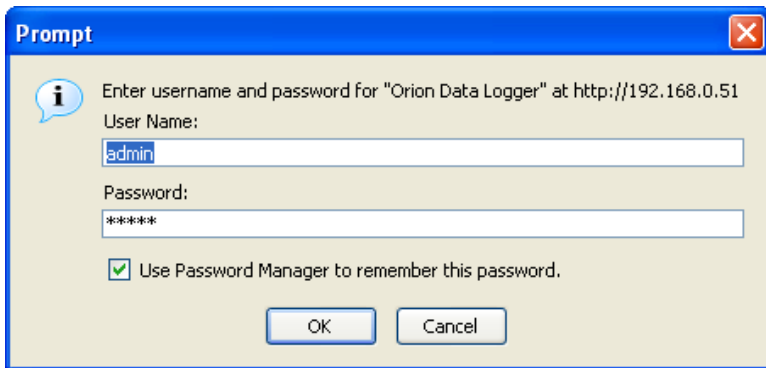 Prompt
Enter username and password for "Orion Data Logger" at http://192.168.0.51
User Name:
admin
Password:
*****
Use Password Manager to remember this password.
OK
Cancel